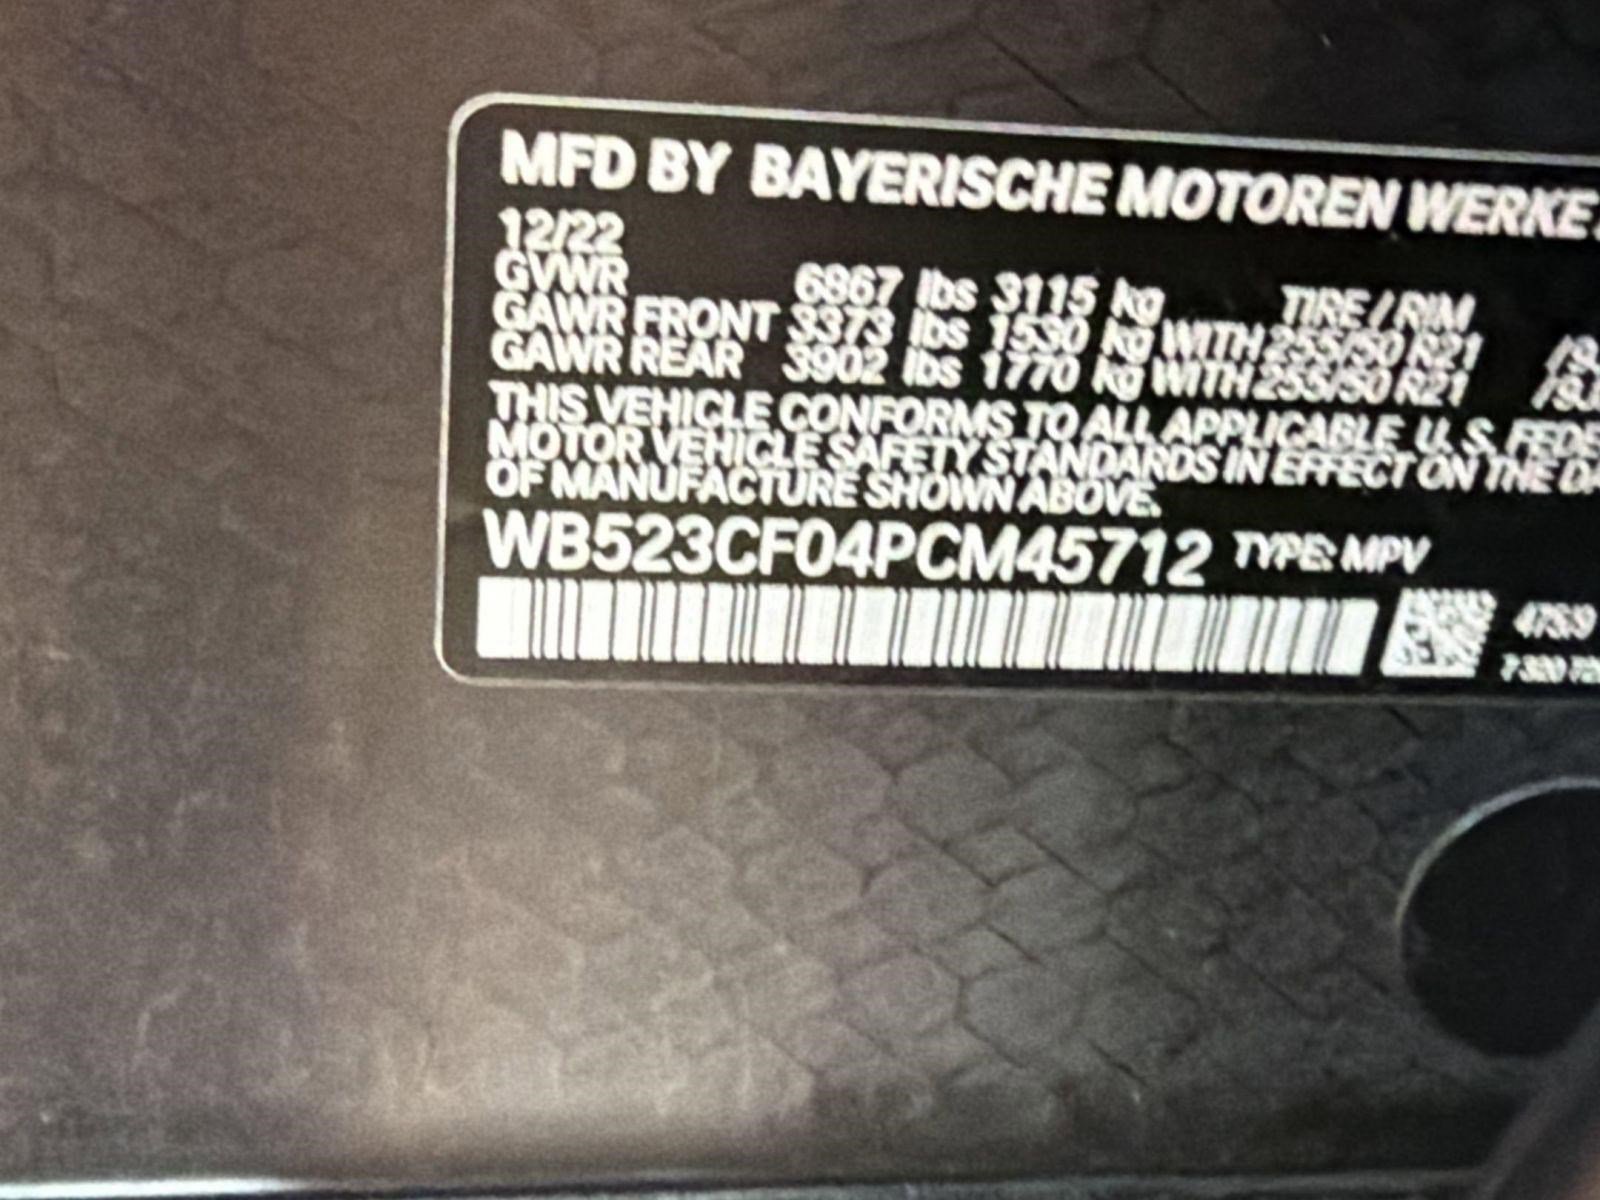 MFD BY BAYERISCHE MOTOREN WERKE
12/22
GVWR 6867 lbs 3115 kg TIRE / RIM
GAWR FRONT 3373 lbs 1530 kg WITH 255/50 R21
GAWR REAR 3902 lbs 1770 kg WITH 255/50 R21
THIS VEHICLE CONFORMS TO ALL APPLICABLE U. S. FEDE
MOTOR VEHICLE SAFETY STANDARDS IN EFFECT ON THE DA
OF MANUFACTURE SHOWN ABOVE.
WB523CF04PCM45712 TYPE: MPV